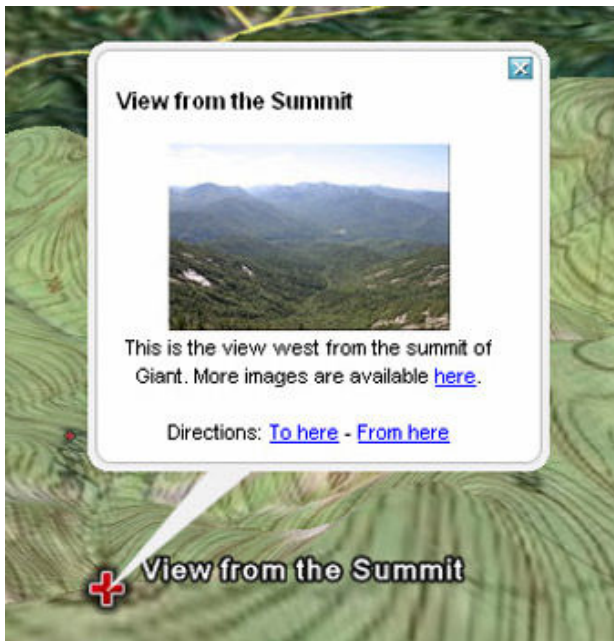 View from the Summit
This is the view west from the summit of
Giant. More images are available here.
Directions: To here - From here
View from the Summit